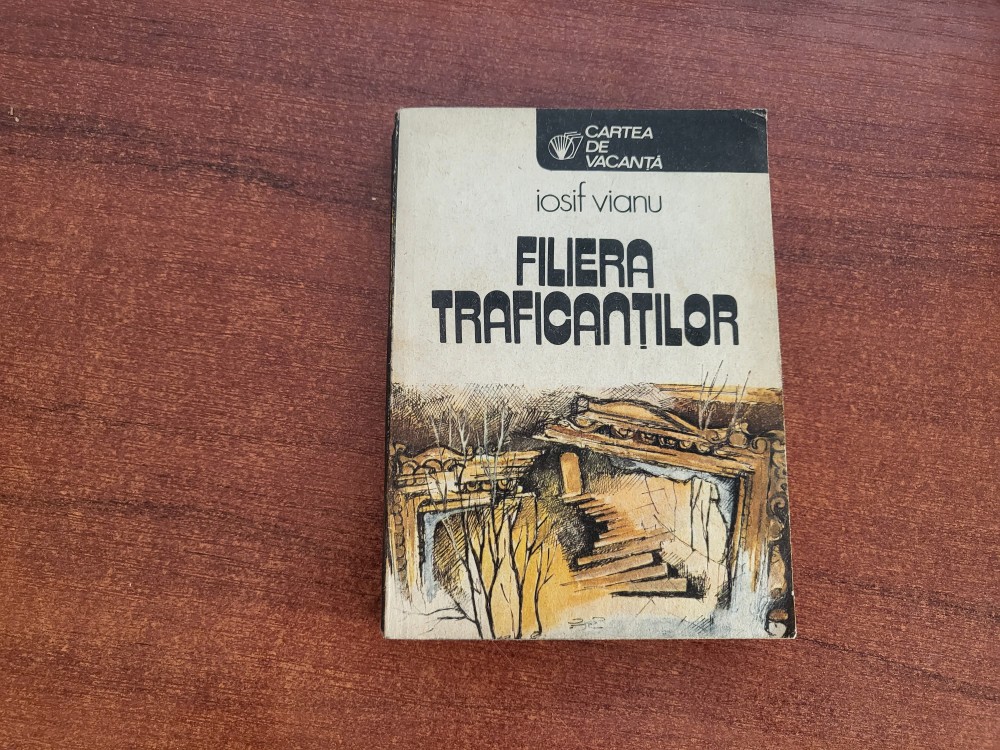 CARTEA
DE
VACANȚĂ
iosif vianu
FILIERA
TRAFICANȚILOR